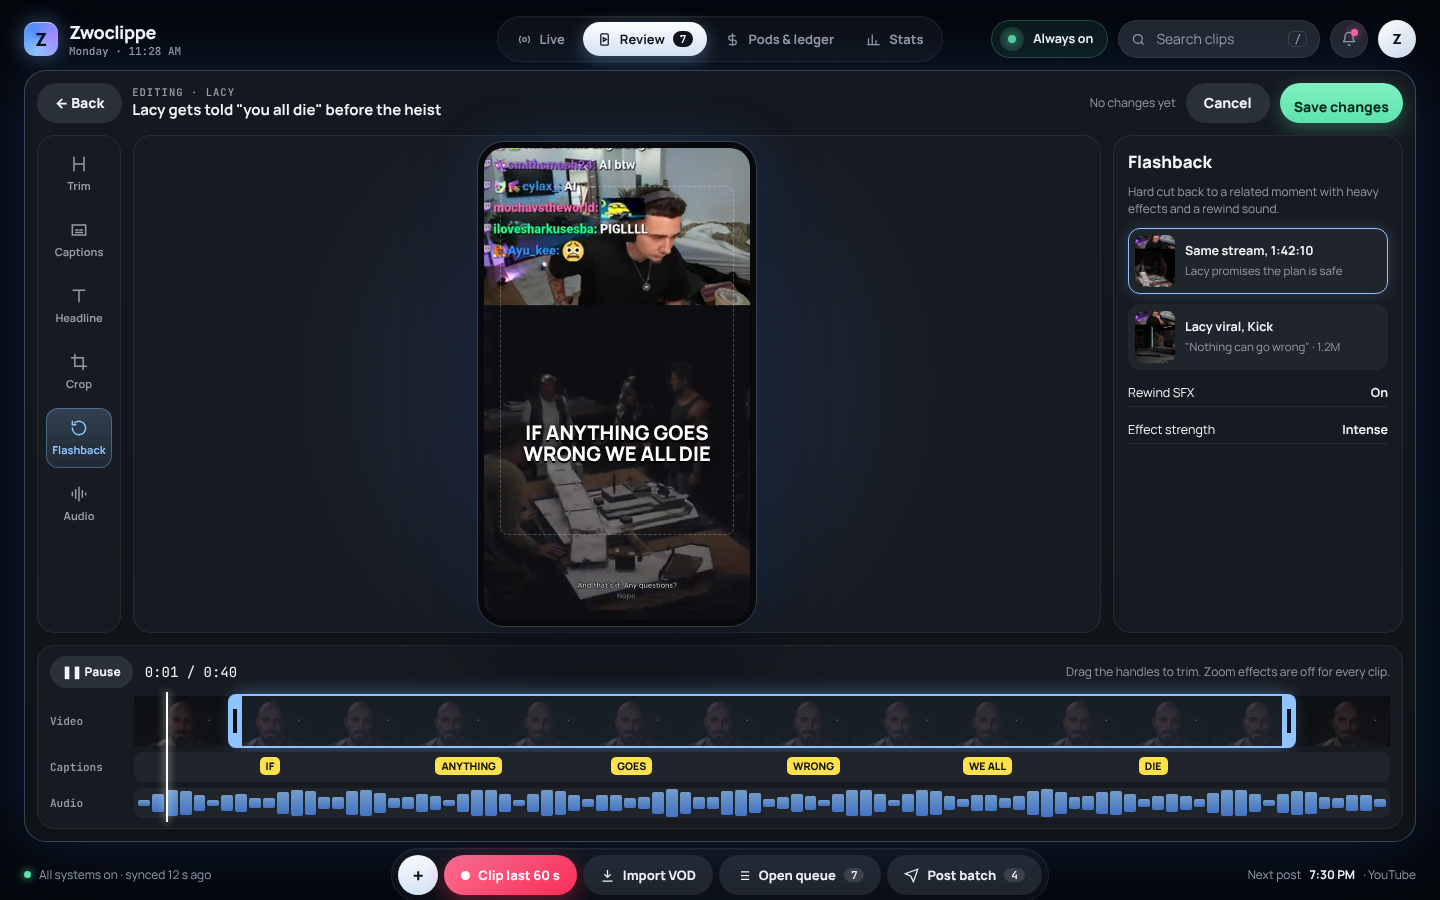 Z
Zwoclippe
Monday · 11:28 AM
Live
Review 7
Pods & ledger
Stats
Always on
Search clips /
Z
← Back
EDITING · LACY
Lacy gets told "you all die" before the heist
No changes yet
Cancel
Save changes
Trim
Captions
Headline
Crop
Flashback
Audio
smithsmash24: AI btw
cylax_: AI
mochavstheworld:
ilovesharkusesba: PIGLLLL
Ayu_kee:
IF ANYTHING GOES
WRONG WE ALL DIE
And that's it. Any questions?
Nope.
Flashback
Hard cut back to a related moment with heavy
effects and a rewind sound.
Same stream, 1:42:10
Lacy promises the plan is safe
Lacy viral, Kick
"Nothing can go wrong" · 1.2M
Rewind SFX On
Effect strength Intense
Pause
0:01 / 0:40
Drag the handles to trim. Zoom effects are off for every clip.
Video
Captions
IF ANYTHING GOES WRONG WE ALL DIE
Audio
All systems on · synced 12 s ago
+
Clip last 60 s
Import VOD
Open queue 7
Post batch 4
Next post 7:30 PM · YouTube